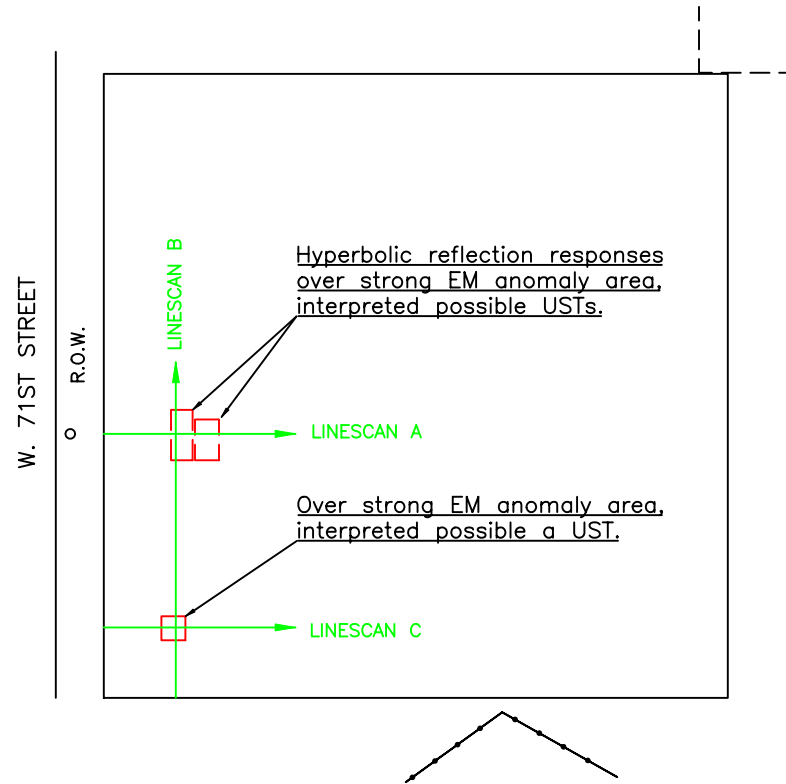 W. 71ST STREET
R.O.W.
LINESCAN B
Hyperbolic reflection responses
over strong EM anomaly area,
interpreted possible USTs.
LINESCAN A
Over strong EM anomaly area,
interpreted possible a UST.
LINESCAN C